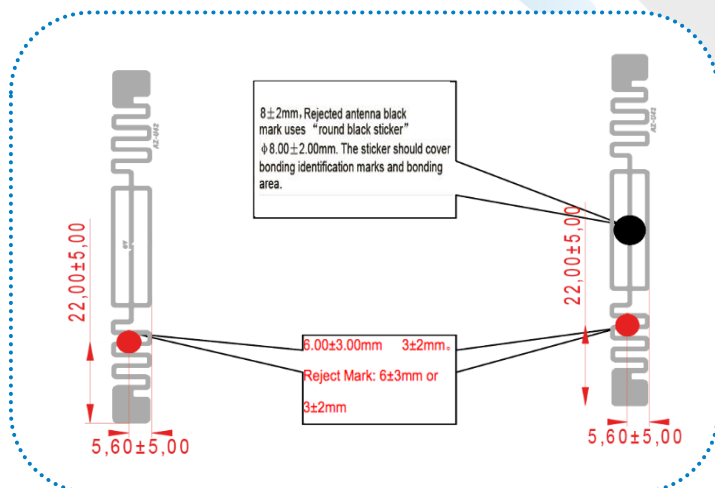 AZ-U42
AZ-U42
8±2mm, Rejected antenna black
mark uses “round black sticker”
ϕ8.00±2.00mm. The sticker should cover
bonding identification marks and bonding
area.
22,00±5,00
22,00±5,00
6.00±3.00mm 3±2mm。
Reject Mark: 6±3mm or
3±2mm
5,60±5,00
5,60±5,00